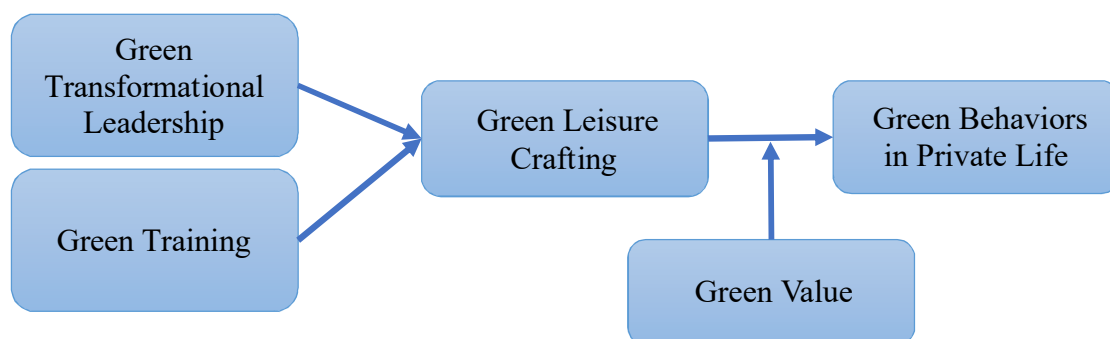 Green
Transformational
Leadership
Green Training
Green Leisure
Crafting
Green Behaviors
in Private Life
Green Value